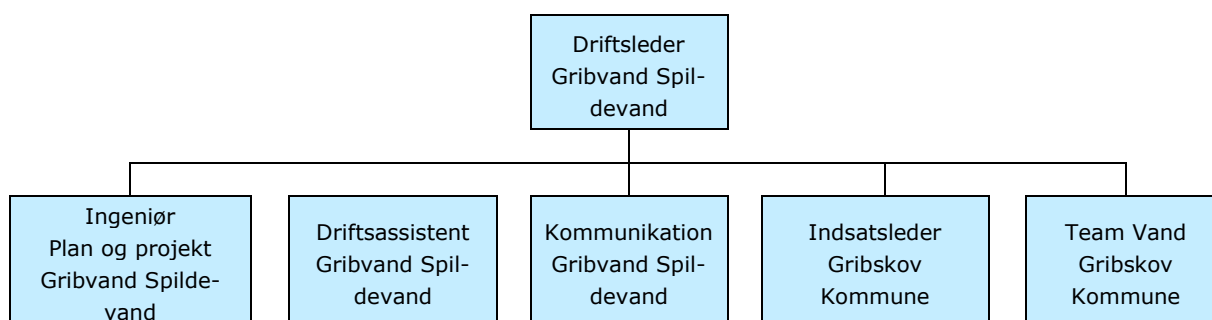 Driftsleder
Gribvand Spil-
devand
Ingeniør
Plan og projekt
Gribvand Spilde-
vand
Driftsassistent
Gribvand Spil-
devand
Kommunikation
Gribvand Spil-
devand
Indsatsleder
Gribskov
Kommune
Team Vand
Gribskov
Kommune